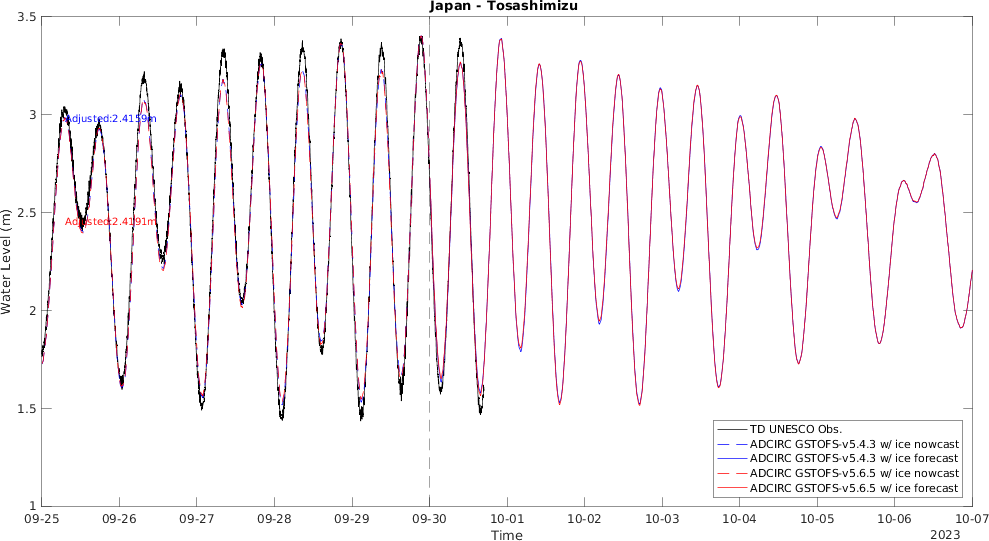 Japan - Tosashimizu
Water Level (m)
3.5
3
2.5
2
1.5
1
Adjusted:2.4159m
Adjusted:2.4191m
TD UNESCO Obs.
ADCIRC GSTOFS-v5.4.3 w/ ice nowcast
ADCIRC GSTOFS-v5.4.3 w/ ice forecast
ADCIRC GSTOFS-v5.6.5 w/ ice nowcast
ADCIRC GSTOFS-v5.6.5 w/ ice forecast
09-25 09-26 09-27 09-28 09-29 09-30 10-01 10-02 10-03 10-04 10-05 10-06 10-07
Time
2023